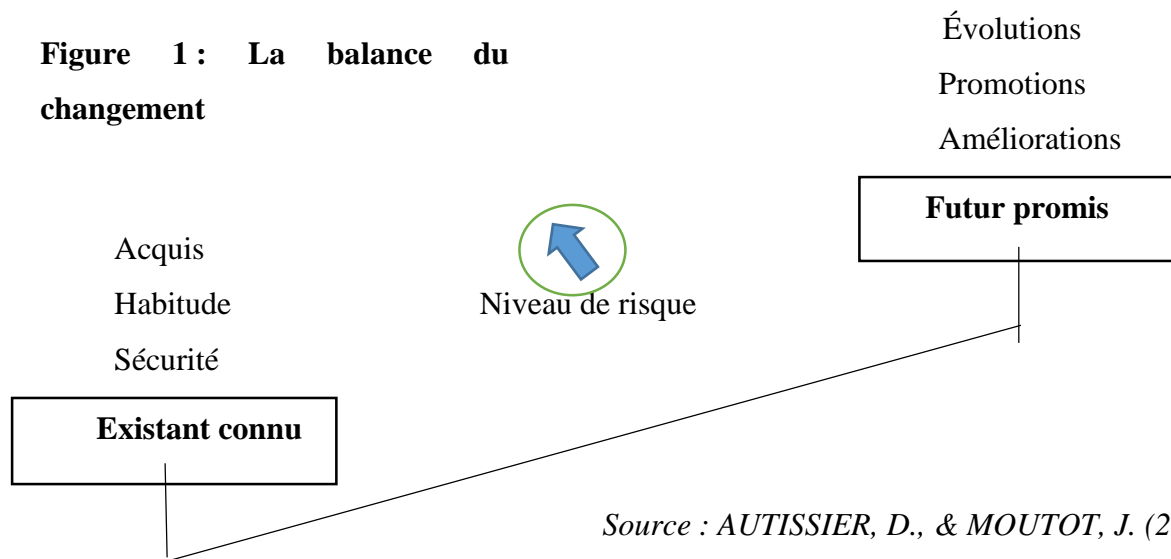 Figure 1 : La balance du
changement
Évolutions
Promotions
Améliorations
Futur promis
Acquis
Habitude
Sécurité
Niveau de risque
Existant connu
Source : AUTISSIER, D., & MOUTOT, J. (2